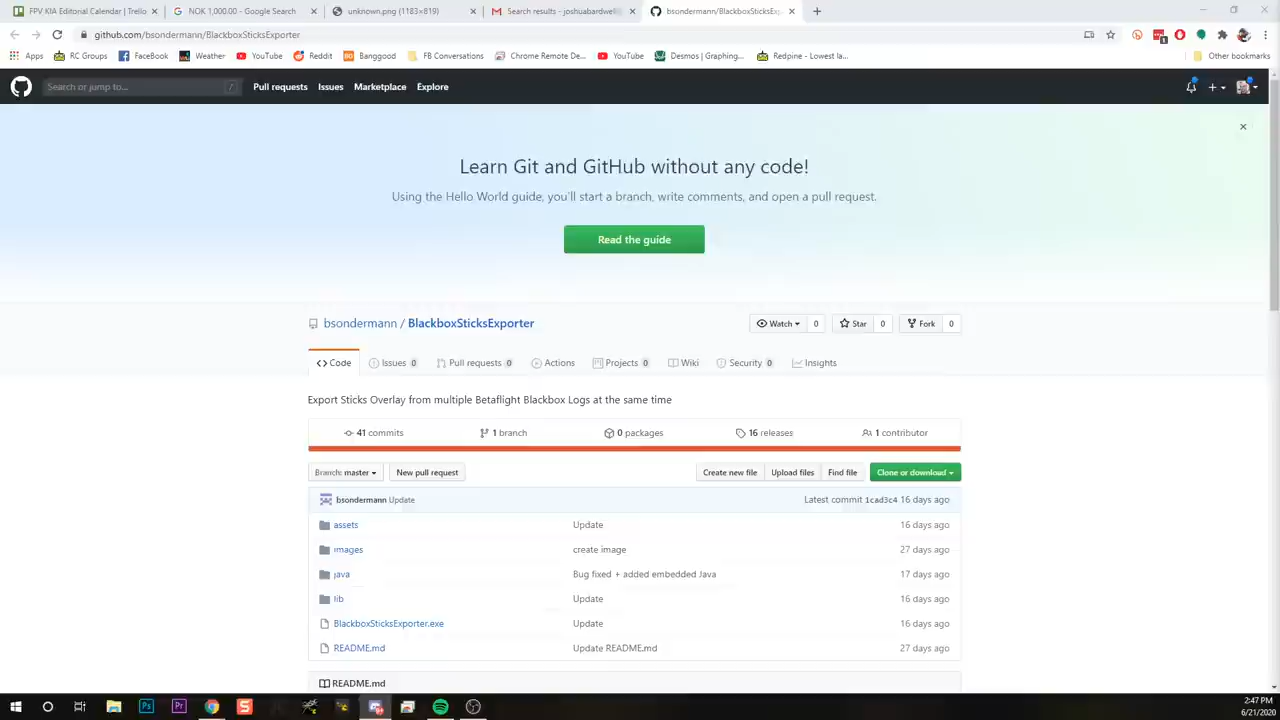 FPV KIA Editorial Calendar | Trello
NOK 1,000.00 - Google Search
unknown.png (1183×819)
Search results - joshuabardwell
bsondermann/BlackboxSticksExp
github.com/bsondermann/BlackboxSticksExporter
Apps
RC Groups
Facebook
Weather
YouTube
Reddit
Banggood
FB Conversations
Chrome Remote De...
YouTube
Desmos | Graphing...
Redpine - Lowest la...
Other bookmarks
Search or jump to...
/
Pull requests
Issues
Marketplace
Explore
Learn Git and GitHub without any code!
Using the Hello World guide, you'll start a branch, write comments, and open a pull request.
Read the guide
bsondermann / BlackboxSticksExporter
Watch
0
Star
0
Fork
0
Code
Issues 0
Pull requests 0
Actions
Projects 0
Wiki
Security 0
Insights
Export Sticks Overlay from multiple Betaflight Blackbox Logs at the same time
41 commits
1 branch
0 packages
16 releases
1 contributor
Branch: master
New pull request
Create new file
Upload files
Find file
Clone or download
bsondermann Update
Latest commit 1cad3c4 16 days ago
assets
Update
16 days ago
images
create image
27 days ago
java
Bug fixed + added embedded Java
17 days ago
lib
Update
16 days ago
BlackboxSticksExporter.exe
Update
16 days ago
README.md
Update README.md
27 days ago
README.md
2:47 PM
6/21/2020